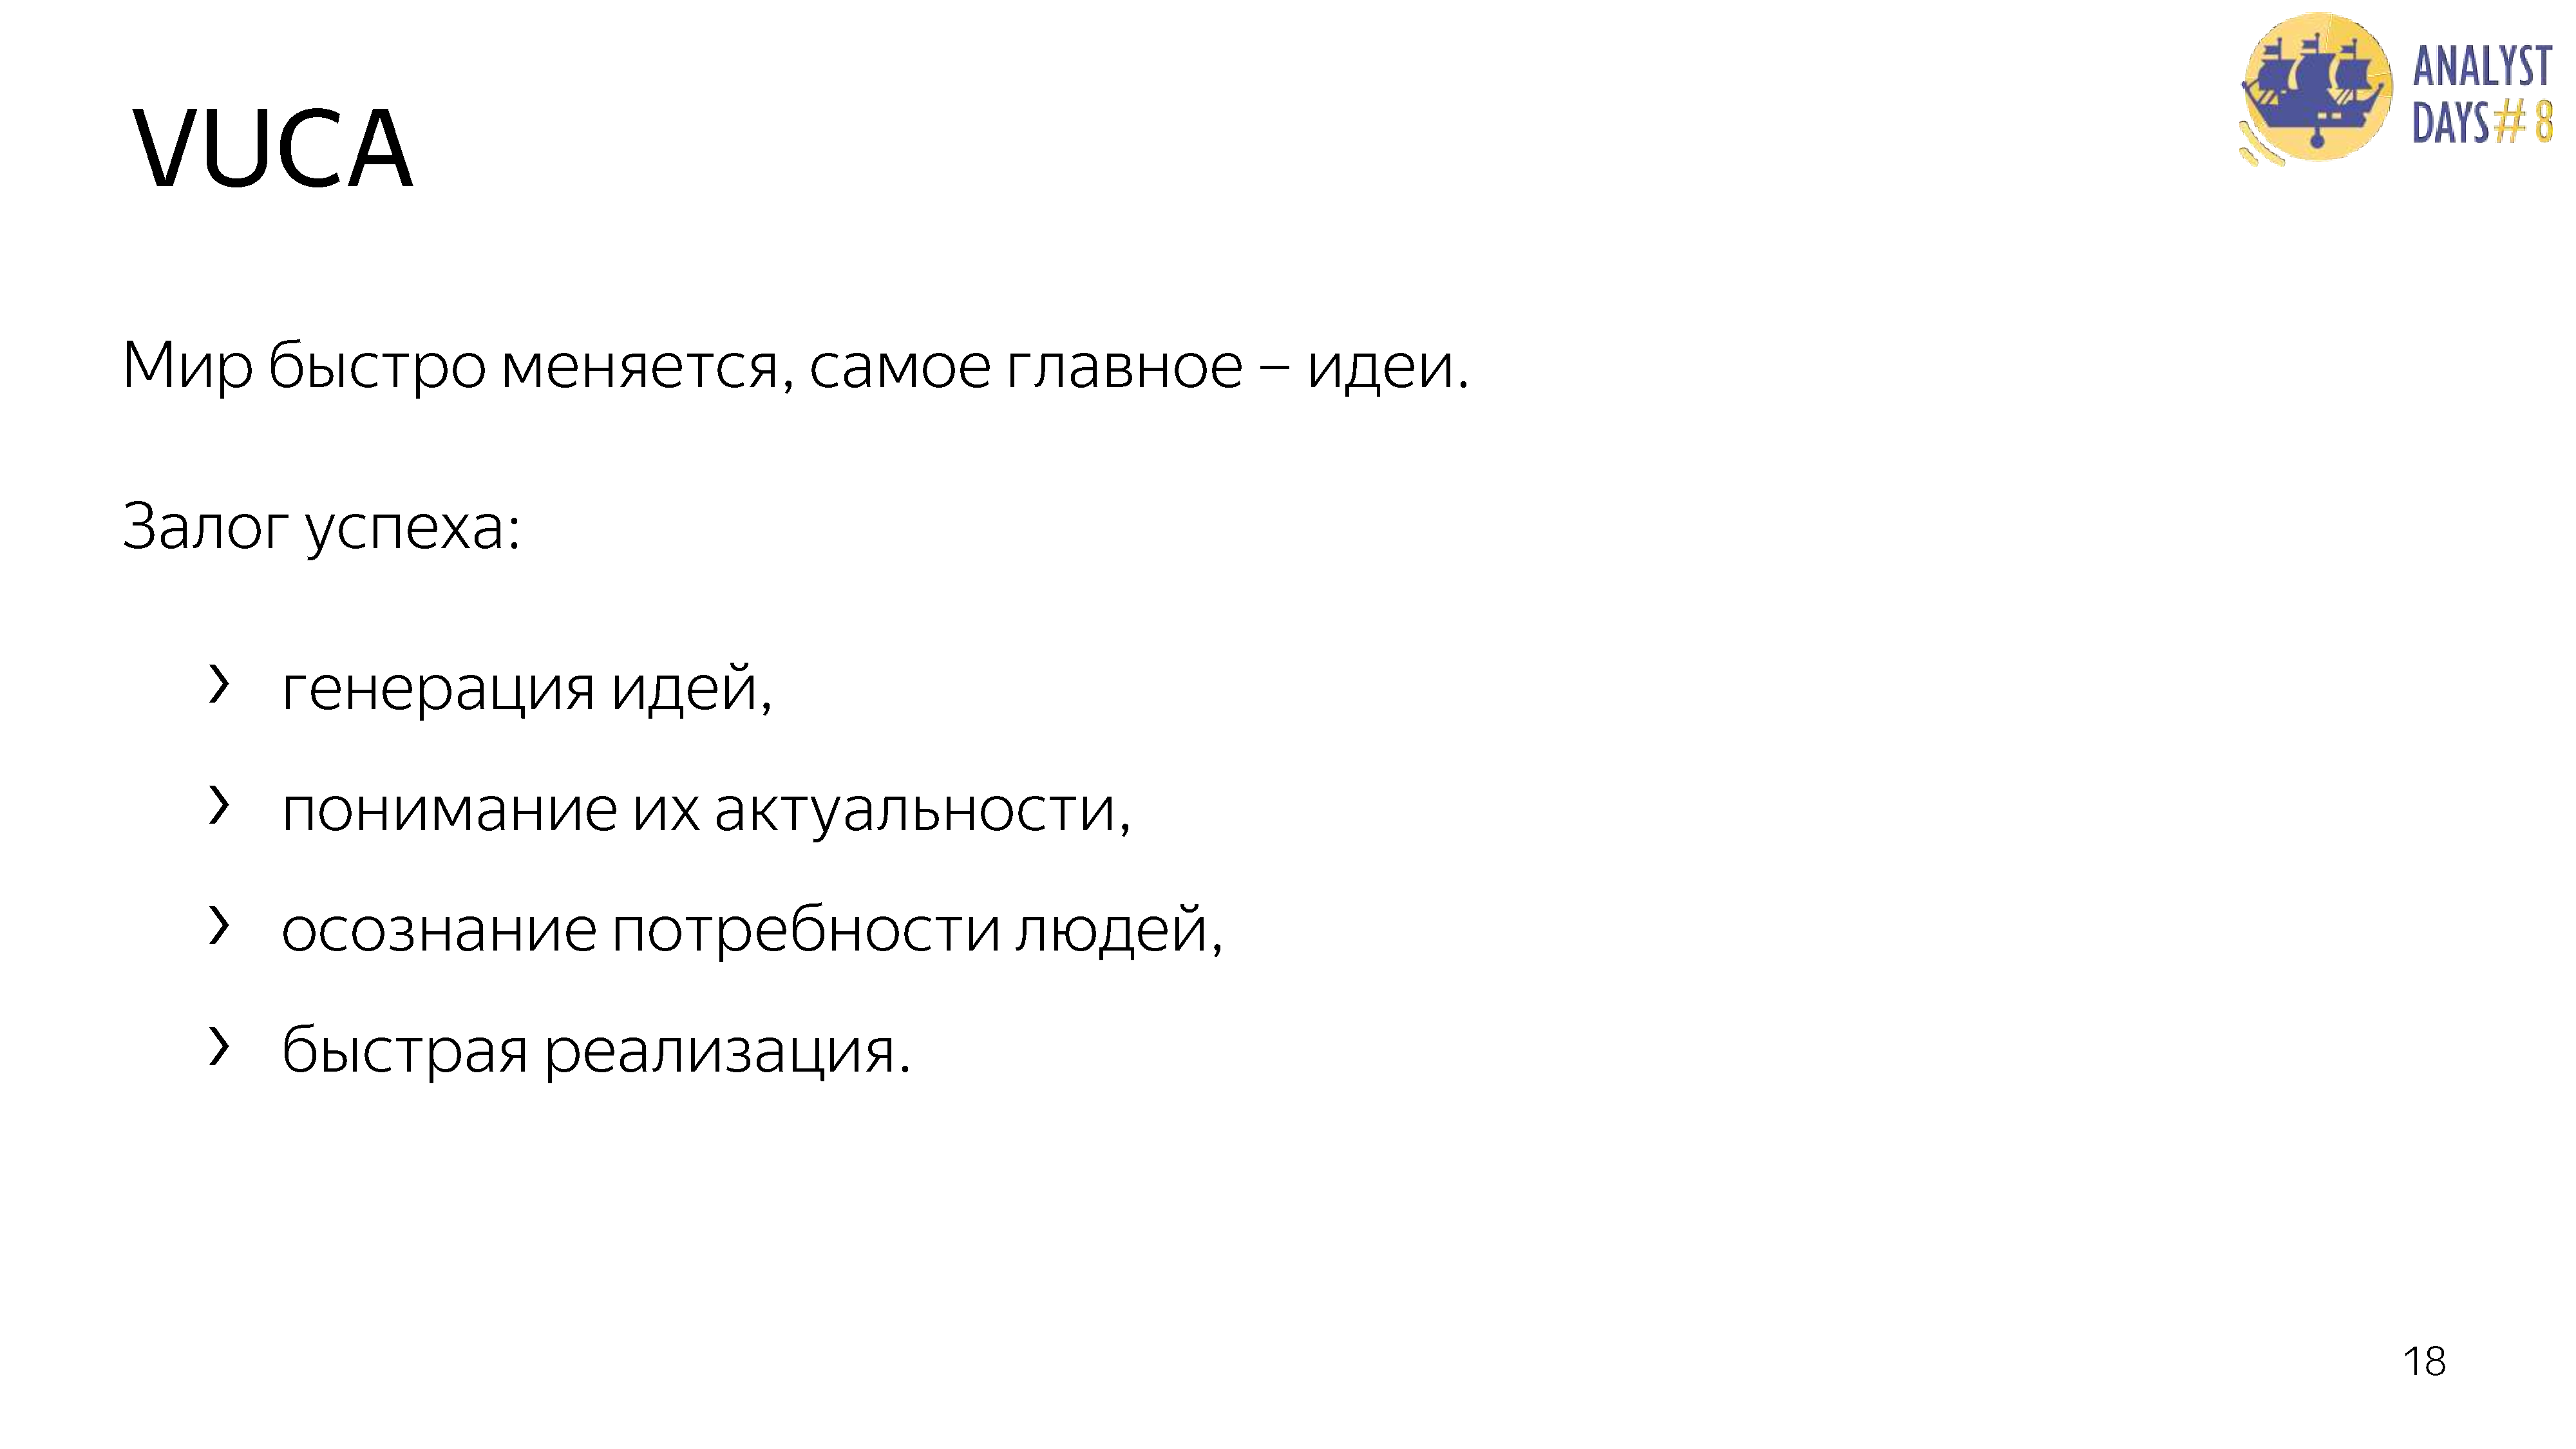 VUCA
ANALYST
DAYS#8
Мир быстро меняется, самое главное – идеи.
Залог успеха:
› генерация идей,
› понимание их актуальности,
› осознание потребности людей,
› быстрая реализация.
18